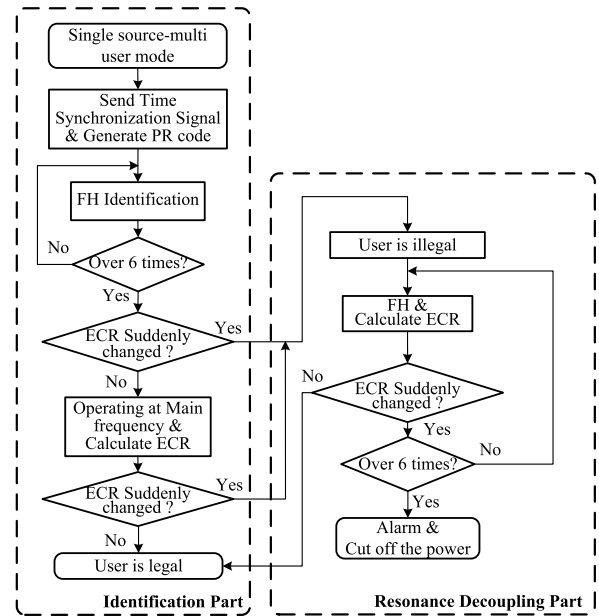 Single source-multi
user mode
Send Time
Synchronization Signal
& Generate PR code
FH Identification
No
Over 6 times?
Yes
ECR Suddenly
changed ?
Yes
No
Operating at Main
frequency &
Calculate ECR
ECR Suddenly
changed ?
Yes
No
User is legal
Identification Part
User is illegal
FH &
Calculate ECR
No
ECR Suddenly
changed ?
Yes
Over 6 times?
No
Yes
Alarm &
Cut off the power
Resonance Decoupling Part